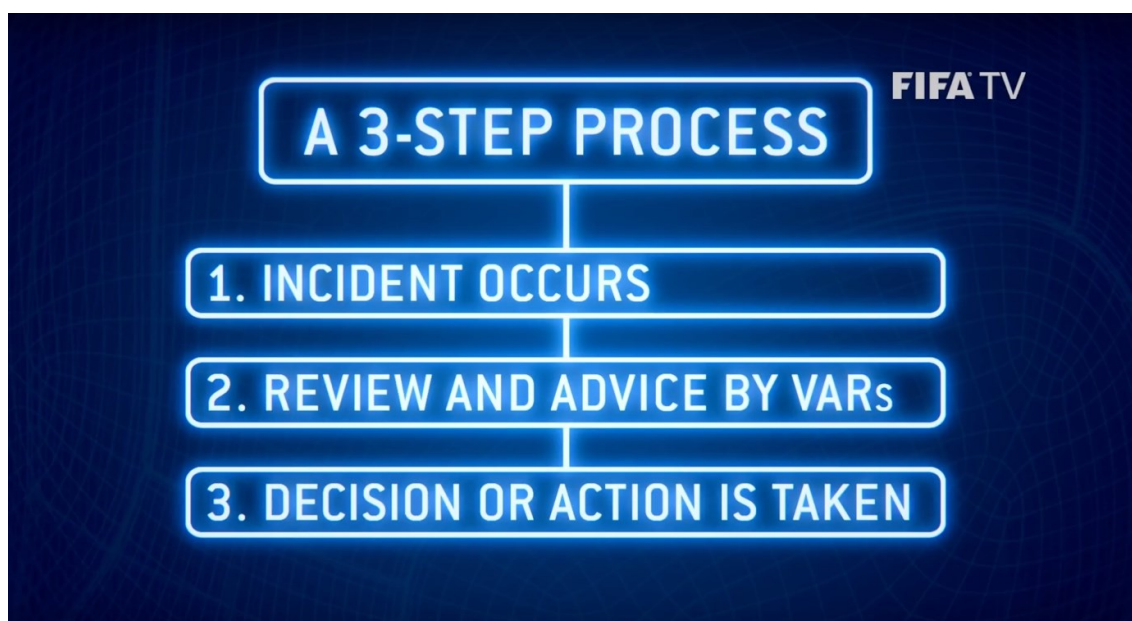 FIFA TV
A 3-STEP PROCESS
1. INCIDENT OCCURS
2. REVIEW AND ADVICE BY VARs
3. DECISION OR ACTION IS TAKEN